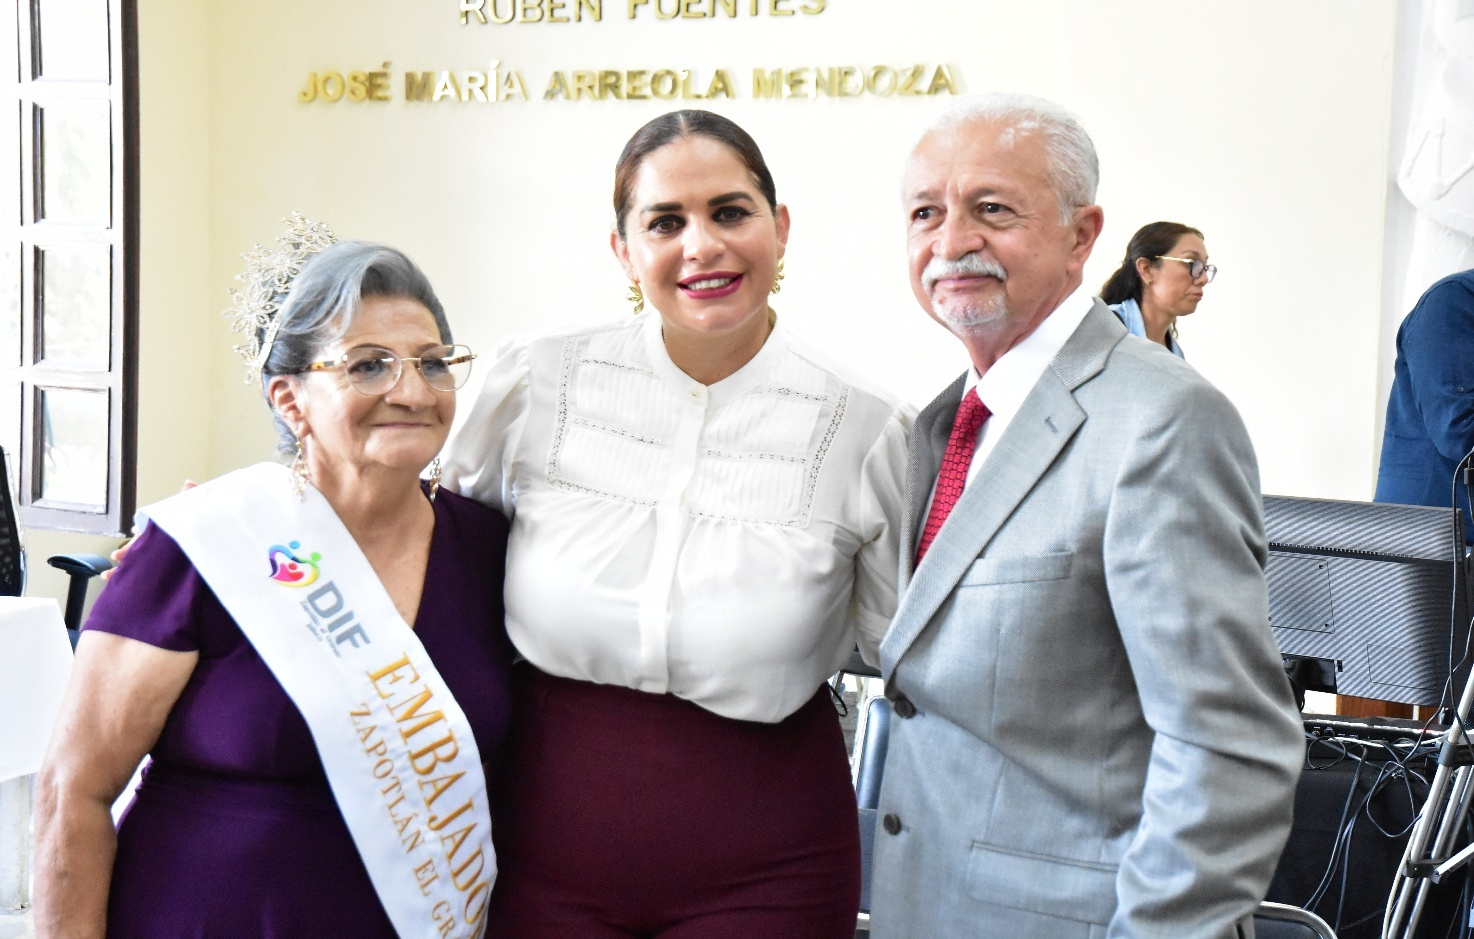 RUBÉN FUENTES
JOSÉ MARÍA ARREOLA MENDOZA
DIF
EMBAJADO
ZAPOTLÁN EL GR